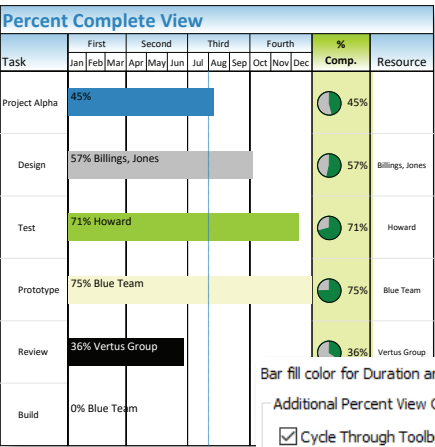 Percent Complete View
First Second Third Fourth %
Task Jan Feb Mar Apr May Jun Jul Aug Sep Oct Nov Dec Comp. Resource
Project Alpha 45% 45%
Design 57% Billings, Jones 57% Billings, Jones
Test 71% Howard 71% Howard
Prototype 75% Blue Team 75% Blue Team
Review 36% Vertus Group 36% Vertus Group
Bar fill color for Duration
Additional Percent View
Build 0% Blue Team
Cycle Through